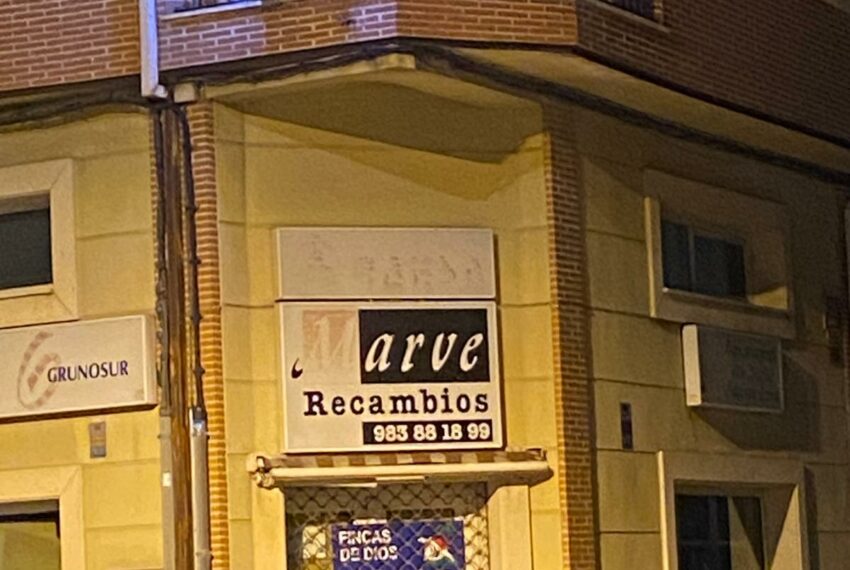 GRUNOSUR
Marve
Recambios
983 88 18 99
FINCAS
DE DIOS